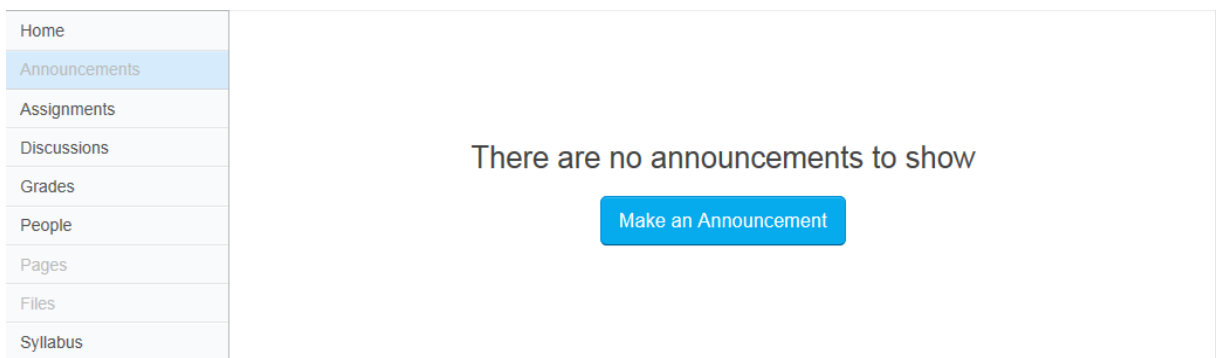 Home
Announcements
Assignments
Discussions
Grades
People
Pages
Files
Syllabus
There are no announcements to show
Make an Announcement